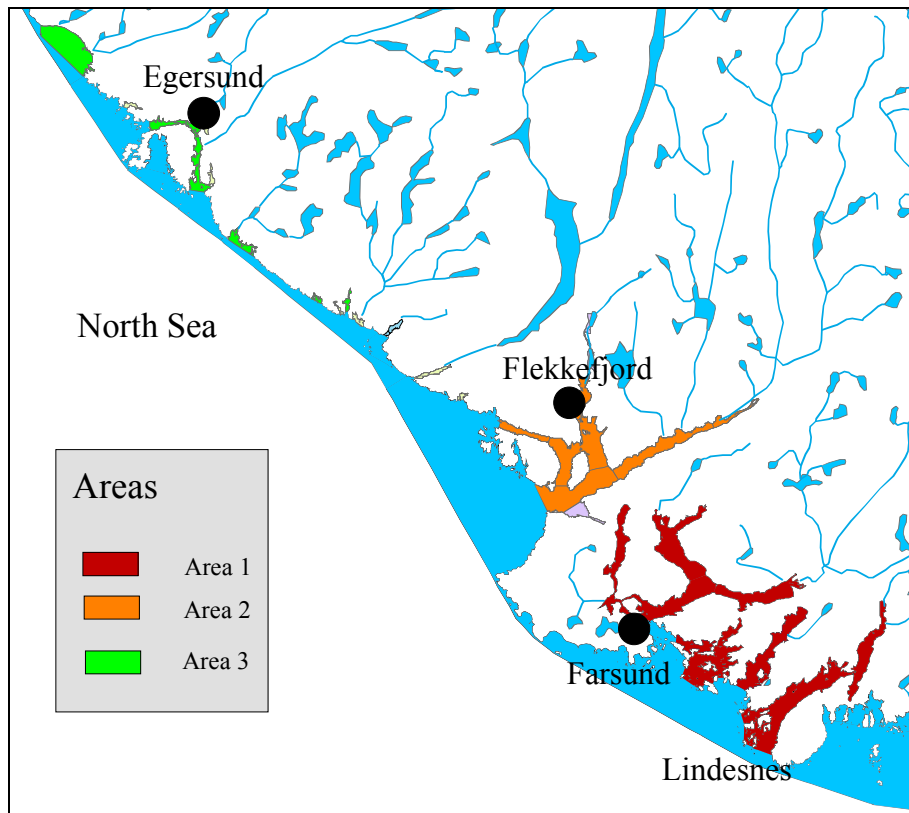 Egersund
North Sea
Flekkefjord
Areas
Area 1
Area 2
Area 3
Farsund
Lindesnes